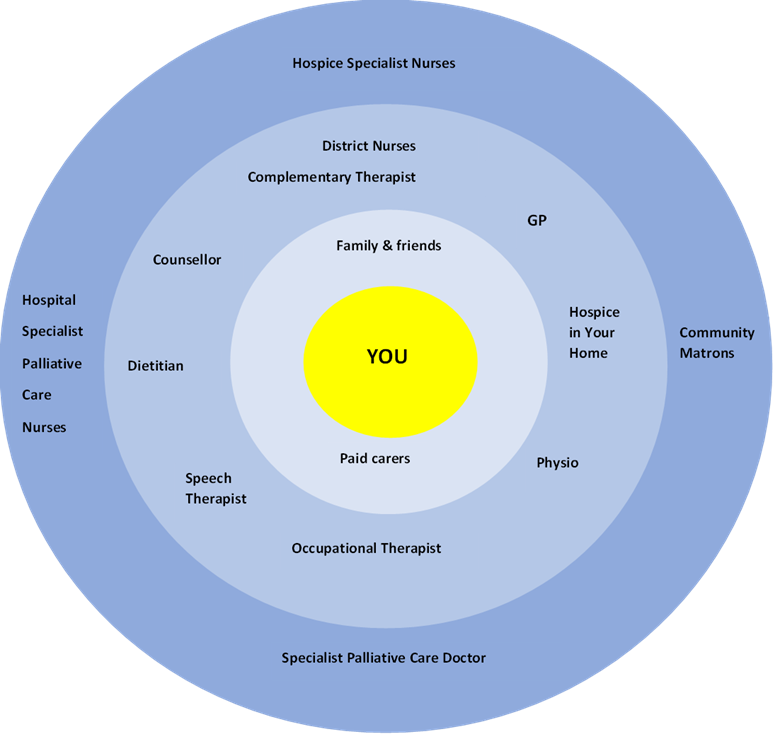 Hospice Specialist Nurses
District Nurses
Complementary Therapist
GP
Family & friends
Counsellor
Hospital
Specialist
Palliative
Care
Nurses
Hospice
in Your
Home
Community
Matrons
YOU
Dietitian
Paid carers
Physio
Speech
Therapist
Occupational Therapist
Specialist Palliative Care Doctor